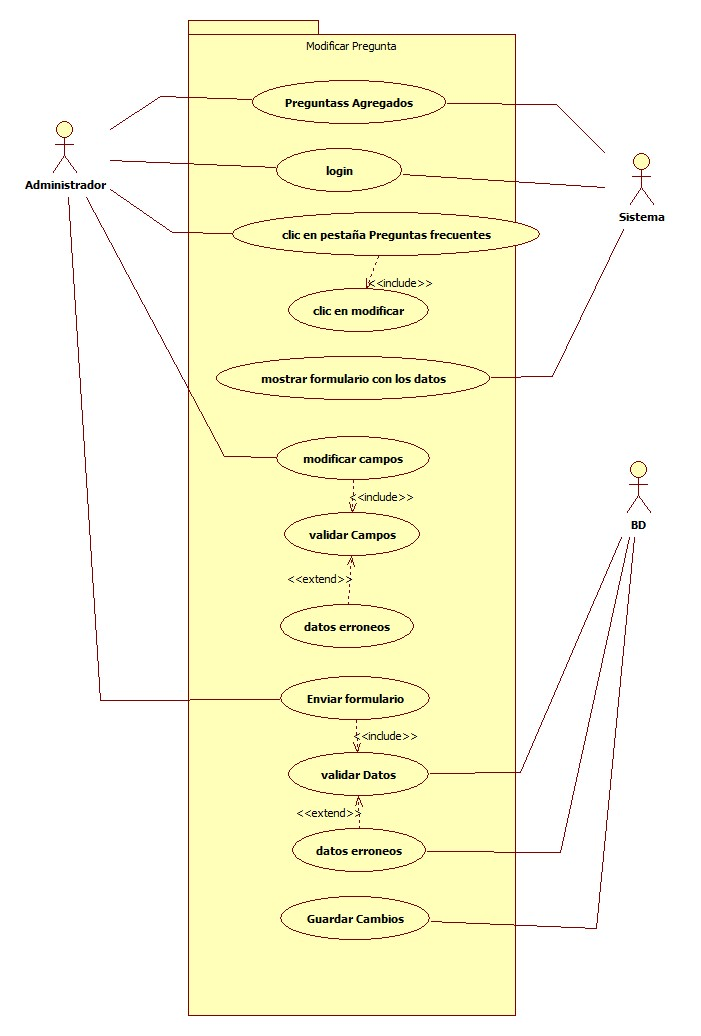 Modificar Pregunta
Preguntass Agregados
Administrador
login
Sistema
clic en pestaña Preguntas frecuentes
<<include>>
clic en modificar
mostrar formulario con los datos
modificar campos
<<include>>
BD
validar Campos
<<extend>>
datos erroneos
Enviar formulario
<<include>>
validar Datos
<<extend>>
datos erroneos
Guardar Cambios